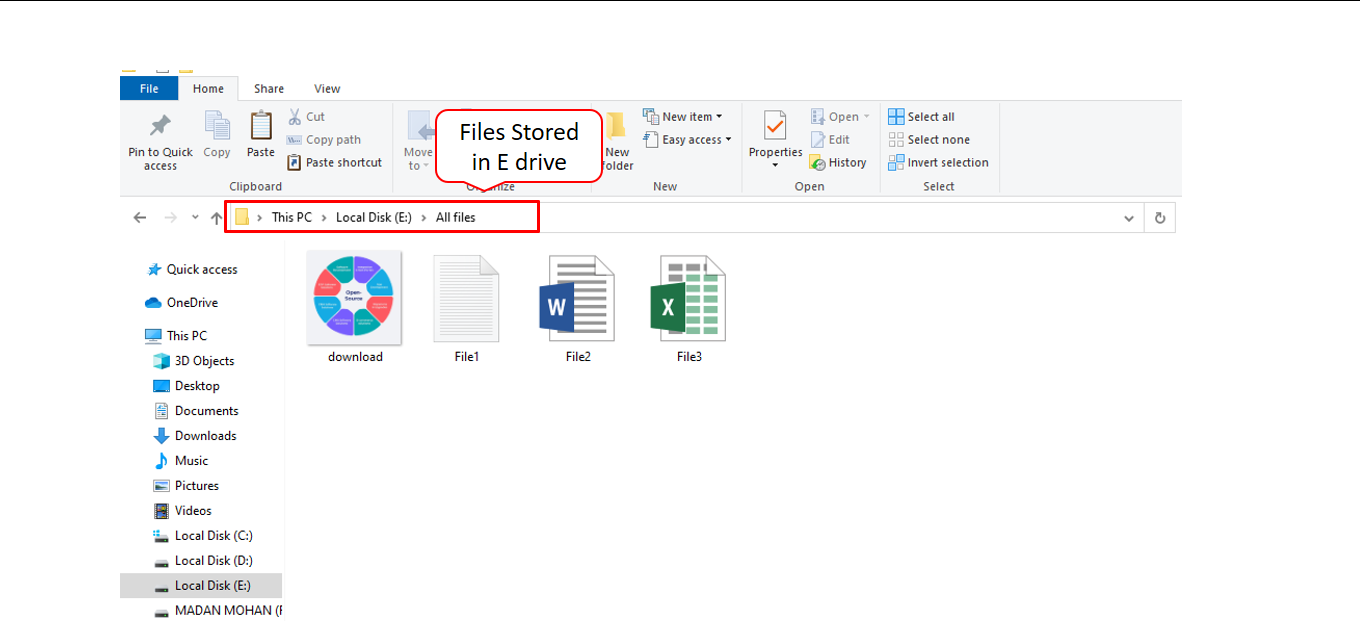 File Home Share View
Cut
Copy path
Paste shortcut
Pin to Quick
access
Copy
Paste
Clipboard
Move
to
Files Stored
in E drive
New
New item
Easy access
New
Properties
Open
Edit
History
Open
Select all
Select none
Invert selection
Select
This PC > Local Disk (E:) > All files
Quick access
OneDrive
This PC
3D Objects
Desktop
Documents
Downloads
Music
Pictures
Videos
Local Disk (C:)
Local Disk (D:)
Local Disk (E:)
MADAN MOHAN (
Open-
Source
download
File1
W
File2
X
File3